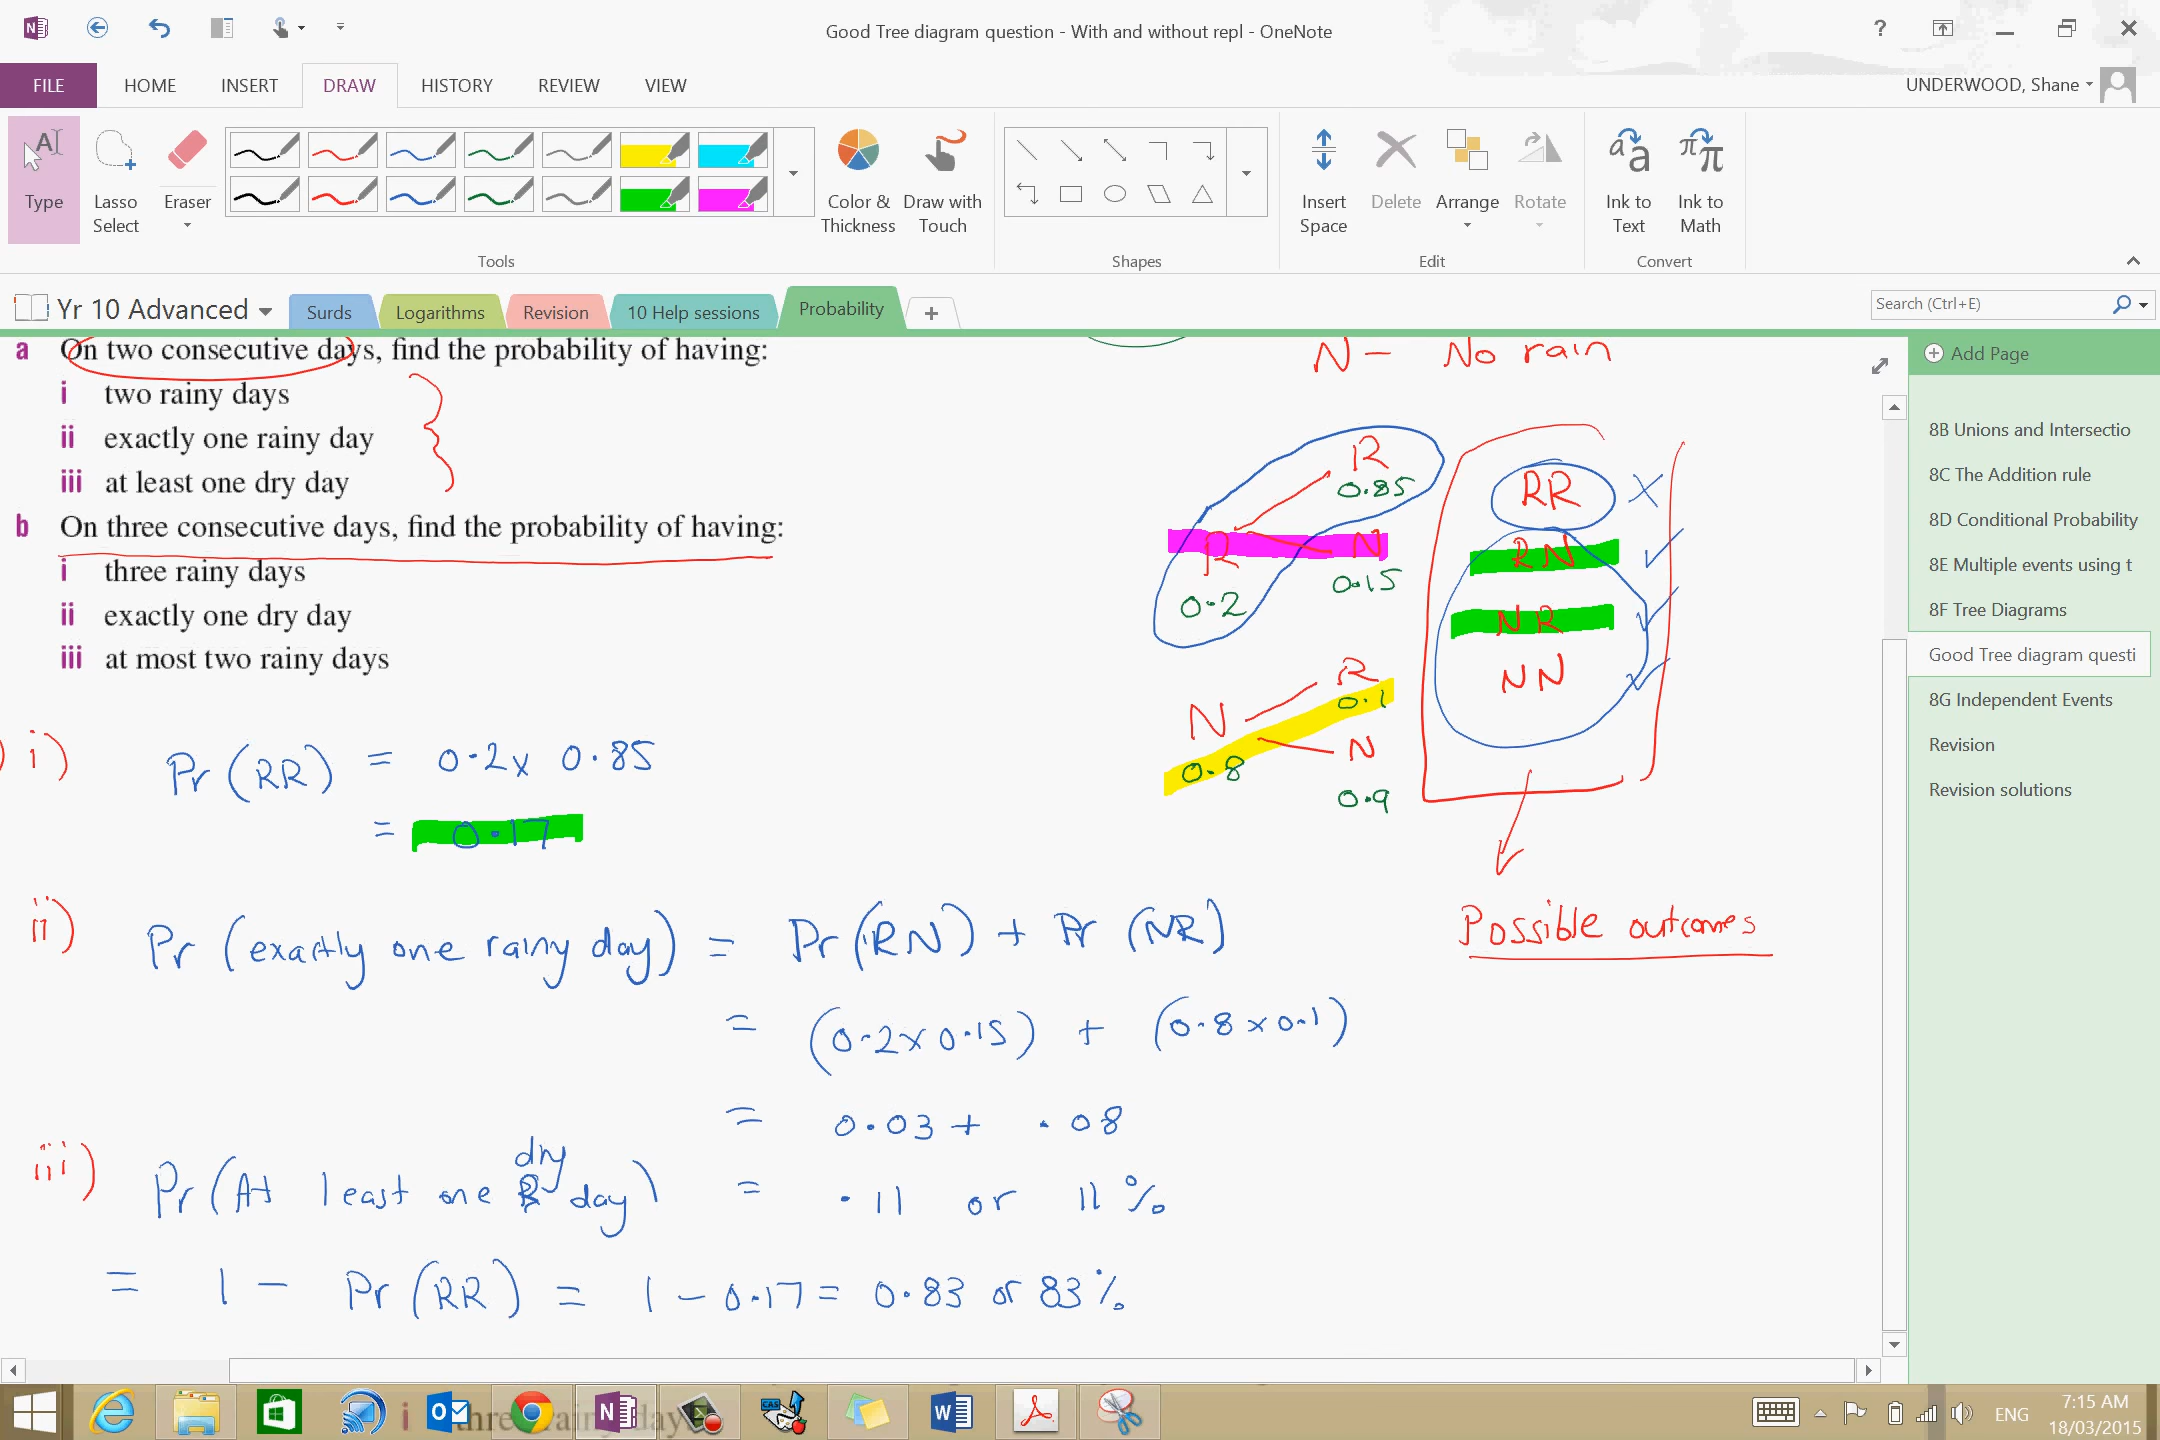 Good Tree diagram question - With and without repl - OneNote
?
FILE HOME INSERT DRAW HISTORY REVIEW VIEW
UNDERWOOD, Shane
Type
Lasso Select
Eraser
Color & Thickness
Draw with Touch
Insert Space
Delete
Arrange
Rotate
Ink to Text
Ink to Math
Tools
Shapes
Edit
Convert
Yr 10 Advanced
Surds
Logarithms
Revision
10 Help sessions
Probability
Search (Ctrl+E)
a On two consecutive days, find the probability of having:
i two rainy days
ii exactly one rainy day
iii at least one dry day
b On three consecutive days, find the probability of having:
i three rainy days
ii exactly one dry day
iii at most two rainy days
N – No rain
R
0.85
R N
0.2
0.15
R
0.1
N
0.8
N
0.9
RR
RN
NR
NN
Possible outcomes
i) Pr (RR) = 0.2 x 0.85
= 0.17
ii) Pr (exactly one rainy day) = Pr (RN) + Pr (NR)
= (0.2 x 0.15) + (0.8 x 0.1)
= 0.03 + .08
= .11 or 11%
iii) Pr (At least one dry day)
= 1 - Pr (RR) = 1 - 0.17 = 0.83 or 83%
Add Page
8B Unions and Intersectio
8C The Addition rule
8D Conditional Probability
8E Multiple events using t
8F Tree Diagrams
Good Tree diagram questi
8G Independent Events
Revision
Revision solutions
i three rainy days
ENG
7:15 AM
18/03/2015